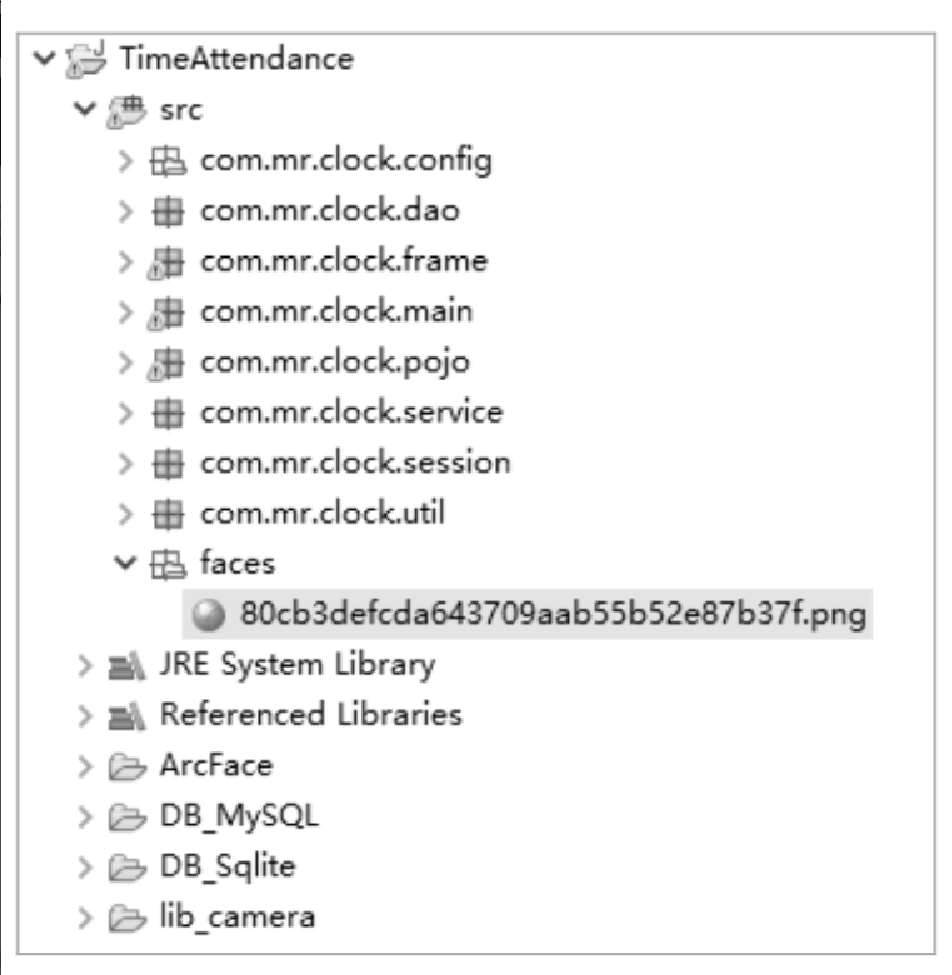 TimeAttendance
src
com.mr.clock.config
com.mr.clock.dao
com.mr.clock.frame
com.mr.clock.main
com.mr.clock.pojo
com.mr.clock.service
com.mr.clock.session
com.mr.clock.util
faces
80cb3defcda643709aab55b52e87b37f.png
JRE System Library
Referenced Libraries
ArcFace
DB_MySQL
DB_Sqlite
lib_camera